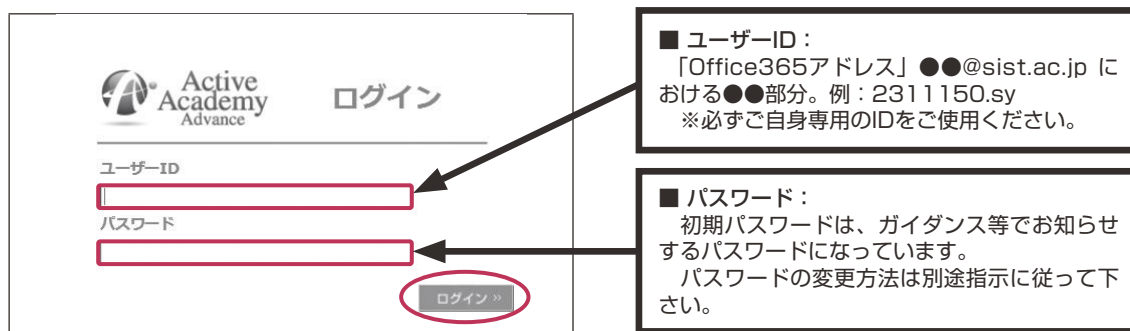 Active
Academy
Advance
ログイン
ユーザーID
パスワード
ログイン »
■ ユーザーID：
「Office365アドレス」●●@sist.ac.jp に
おける●●部分。例：2311150.sy
※必ずご自身専用のIDをご使用ください。
■ パスワード：
初期パスワードは、ガイダンス等でお知らせ
するパスワードになっています。
パスワードの変更方法は別途指示に従って下
さい。